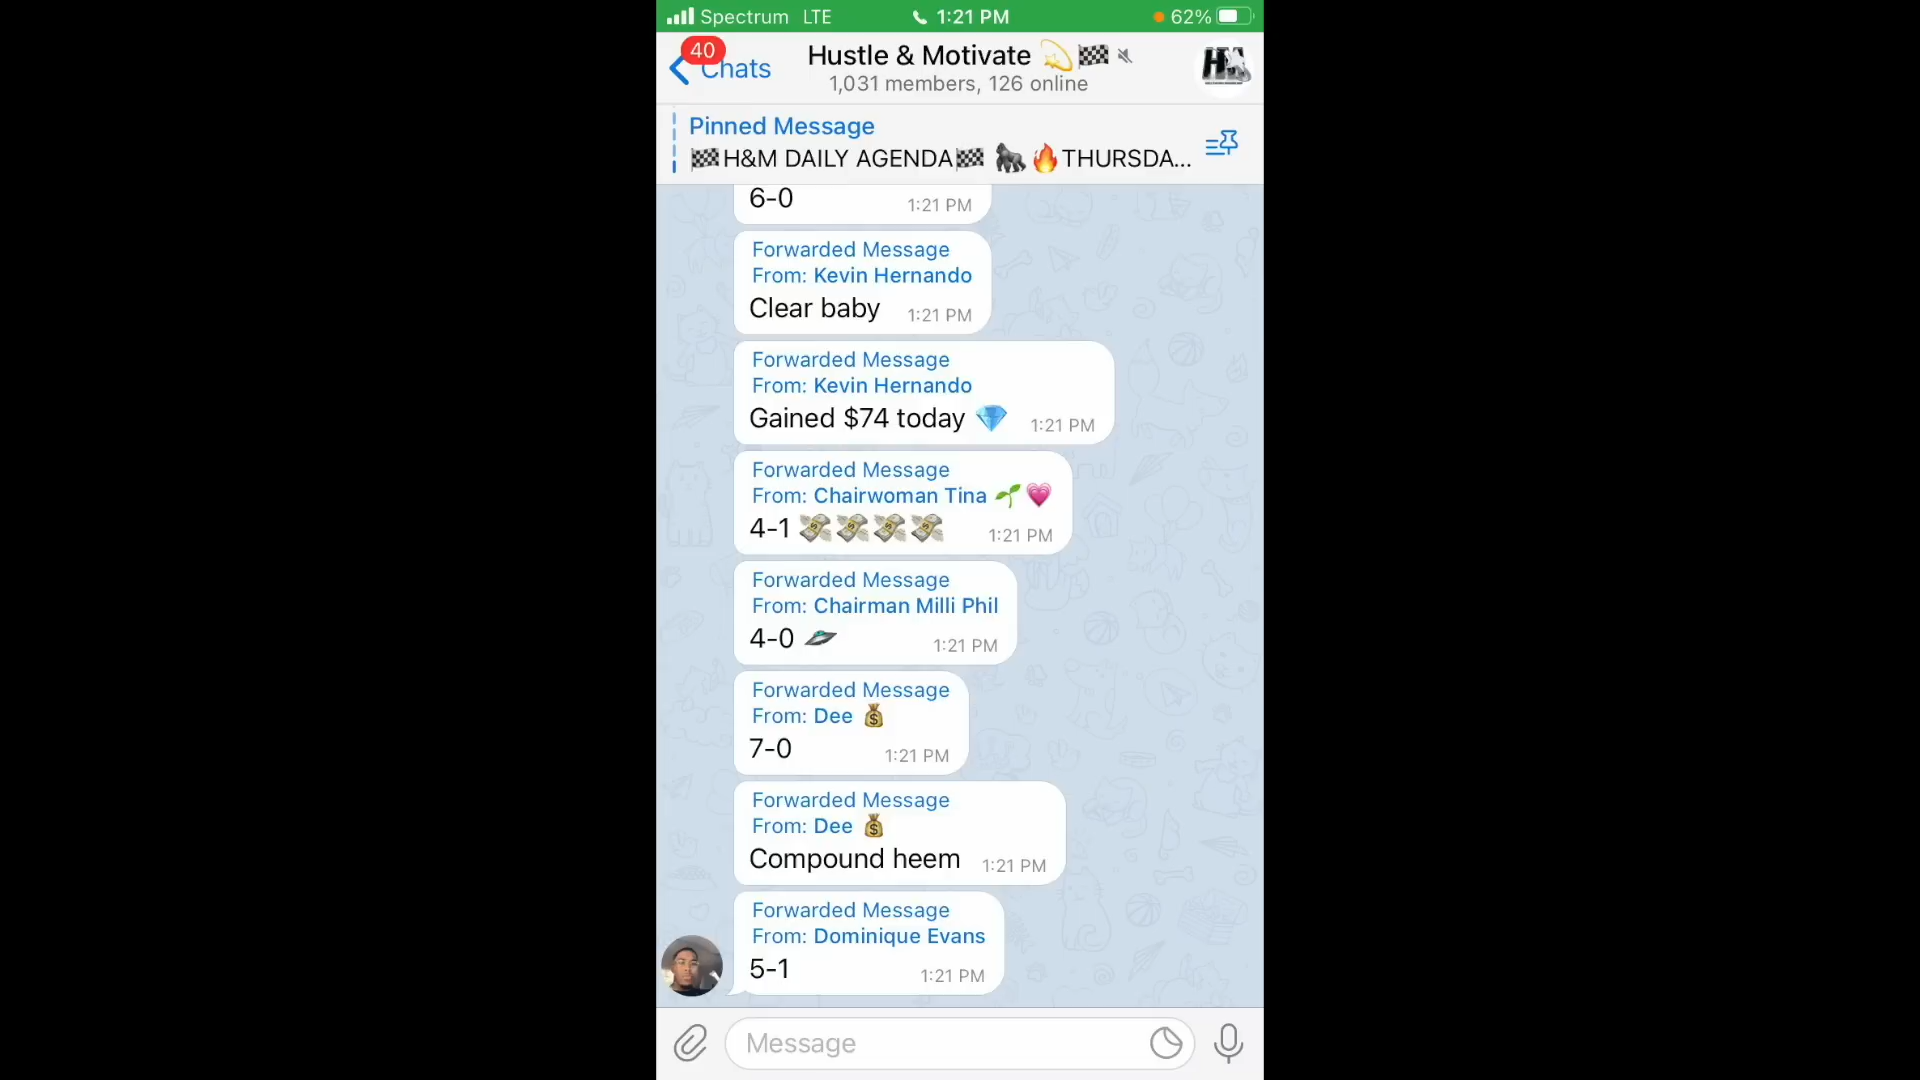 Spectrum LTE 1:21 PM 62%
40
Chats
Hustle & Motivate 💫🏁
1,031 members, 126 online
Pinned Message
🏁H&M DAILY AGENDA🏁 🦍🔥THURSDA...
6-0 1:21 PM
Forwarded Message
From: Kevin Hernando
Clear baby 1:21 PM
Forwarded Message
From: Kevin Hernando
Gained $74 today 💎 1:21 PM
Forwarded Message
From: Chairwoman Tina 🌱💗
4-1 💸💸💸💸 1:21 PM
Forwarded Message
From: Chairman Milli Phil
4-0 🛸 1:21 PM
Forwarded Message
From: Dee 💰
7-0 1:21 PM
Forwarded Message
From: Dee 💰
Compound heem 1:21 PM
Forwarded Message
From: Dominique Evans
5-1 1:21 PM
Message